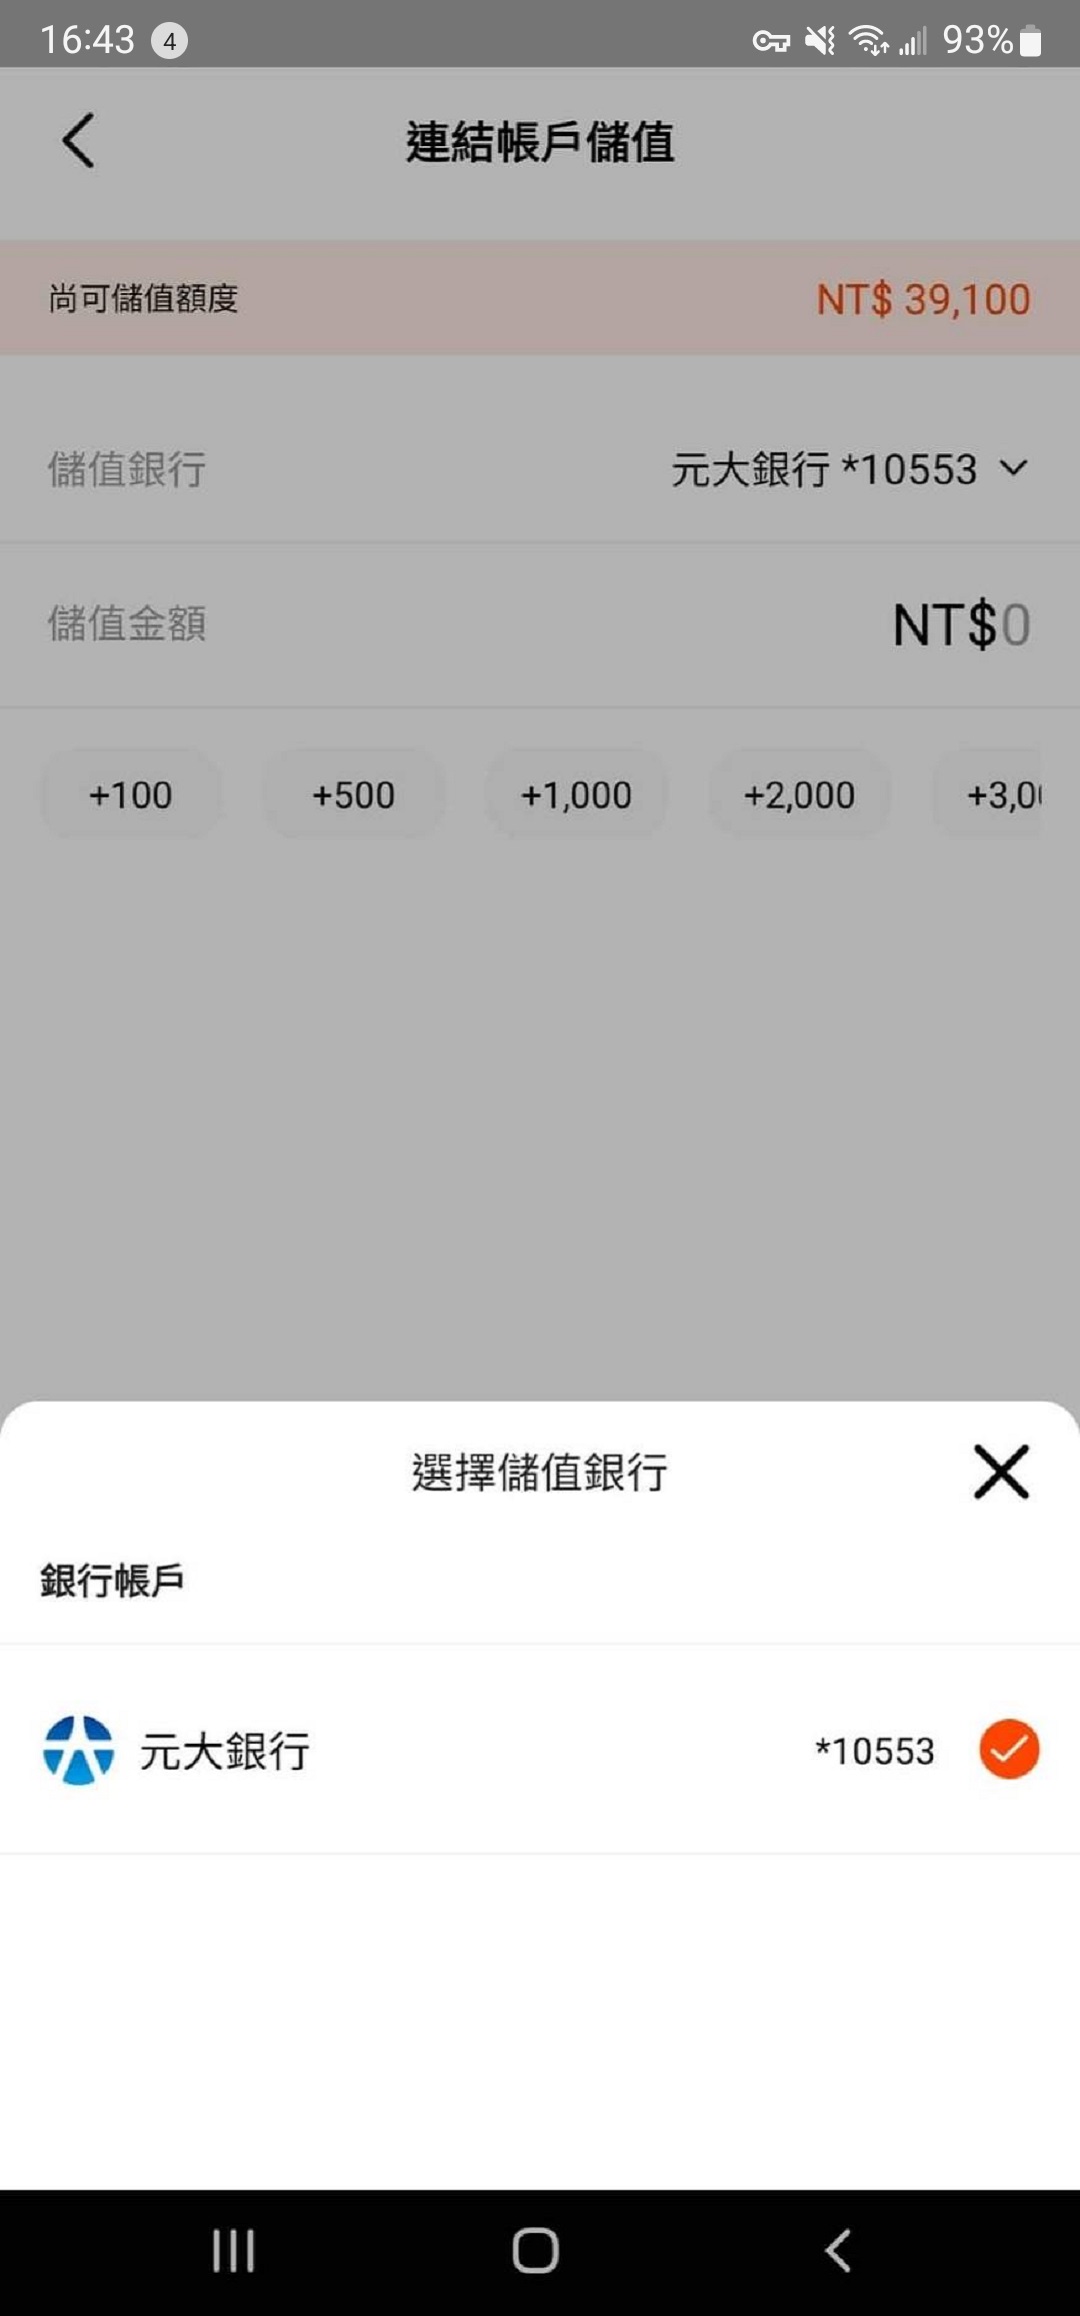 16:43 4 93%
連結帳戶儲值
尚可儲值額度 NT$ 39,100
儲值銀行 元大銀行 *10553
儲值金額 NT$0
+100 +500 +1,000 +2,000 +3,0
選擇儲值銀行
銀行帳戶
元大銀行 *10553